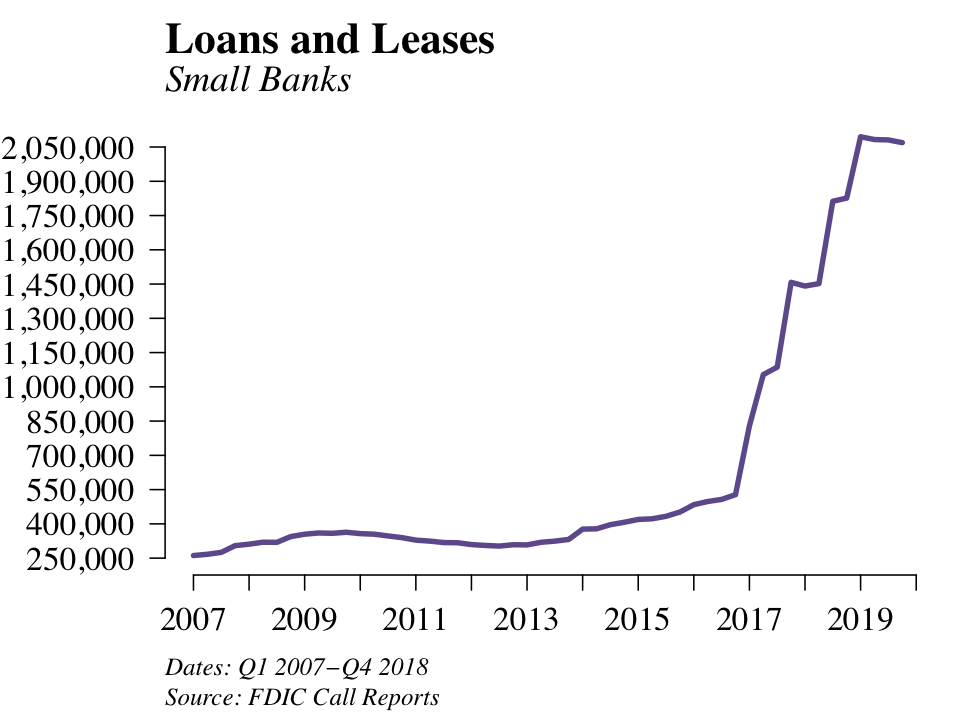 Loans and Leases
Small Banks
2,050,000
1,900,000
1,750,000
1,600,000
1,450,000
1,300,000
1,150,000
1,000,000
850,000
700,000
550,000
400,000
250,000
2007 2009 2011 2013 2015 2017 2019
Dates: Q1 2007−Q4 2018
Source: FDIC Call Reports